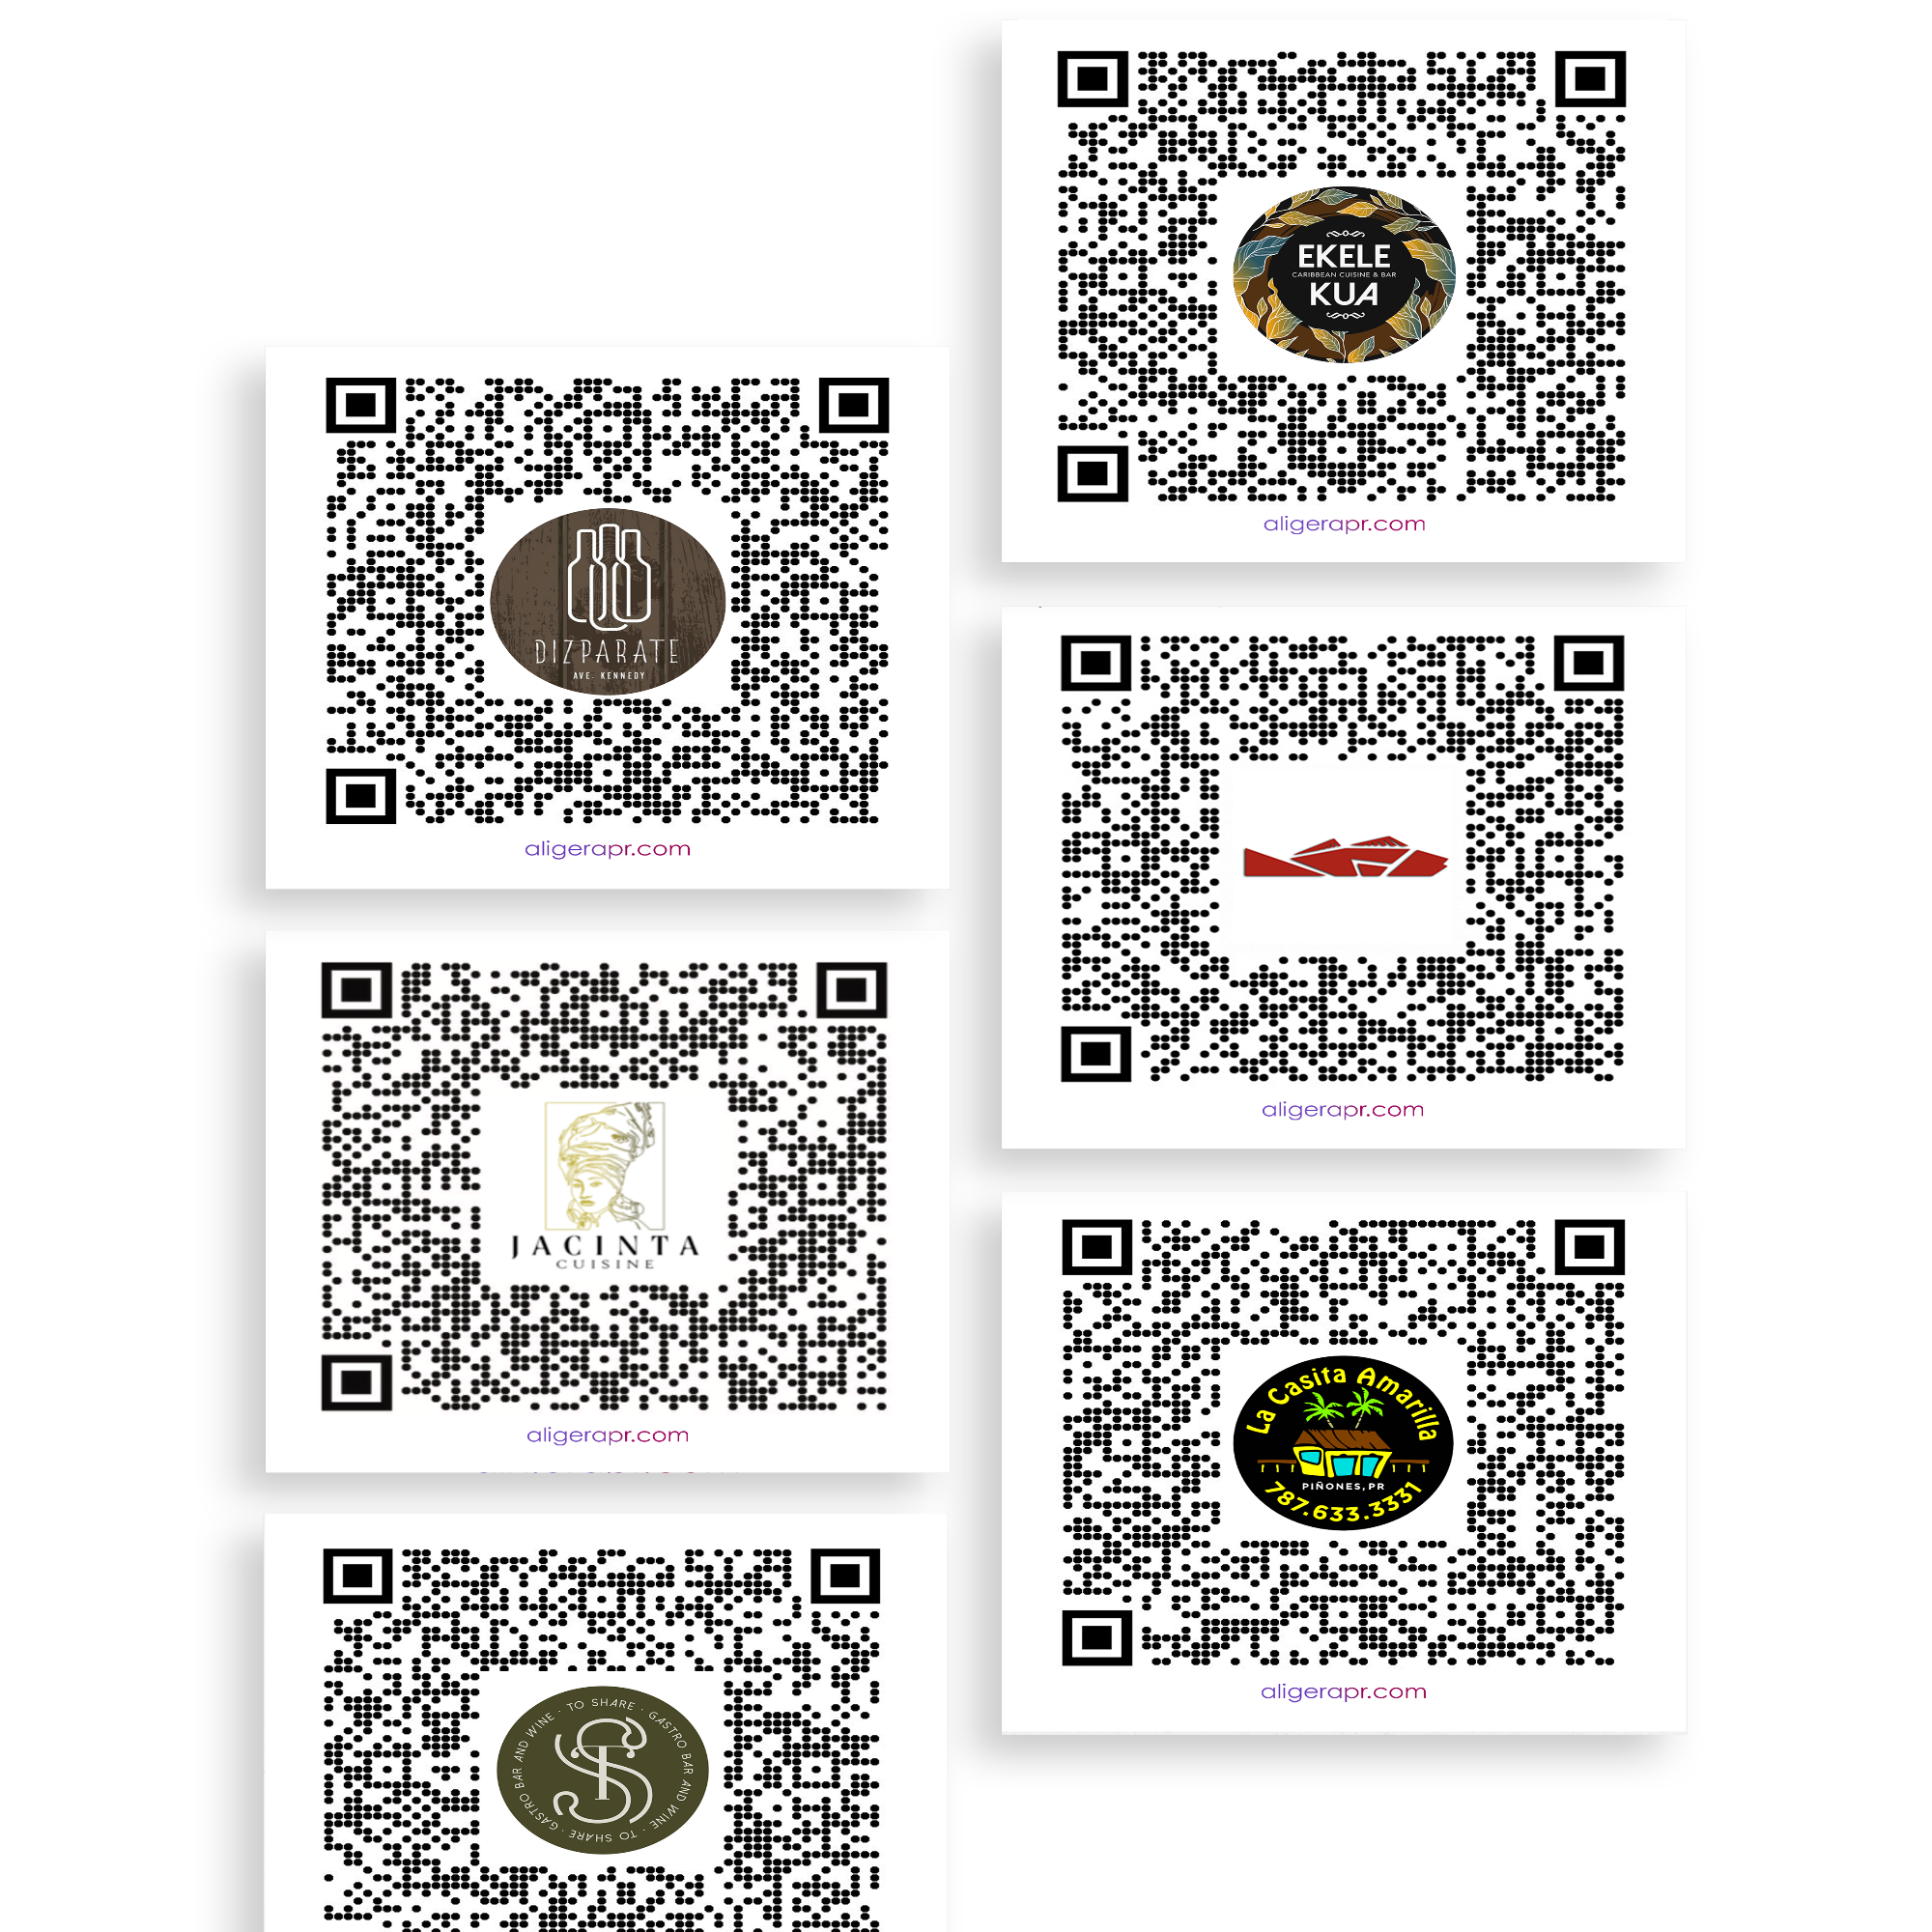 DIZPARATE
AVE. KENNEDY
aligerapr.com
JACINTA
CUISINE
aligerapr.com
TO SHARE · GASTRO BAR AND WINE · TO SHARE · GASTRO BAR AND WINE ·
EKELE
CARIBBEAN CUISINE & BAR
KUA
aligerapr.com
aligerapr.com
La Casita Amarilla
PIÑONES, PR
787.633.3331
aligerapr.com